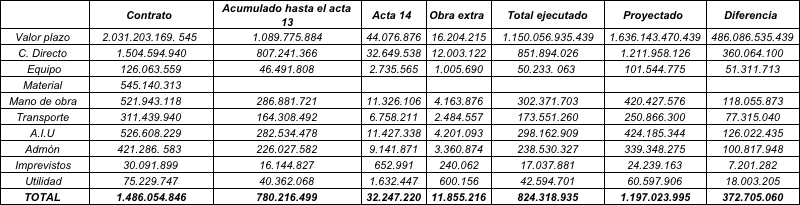 Contrato Acumulado hasta el acta 13 Acta 14 Obra extra Total ejecutado Proyectado Diferencia
Valor plazo 2.031.203.169. 545 1.089.775.884 44.076.876 16.204.215 1.150.056.935.439 1.636.143.470.439 486.086.535.439
C. Directo 1.504.594.940 807.241.366 32.649.538 12.003.122 851.894.026 1.211.958.126 360.064.100
Equipo 126.063.559 46.491.808 2.735.565 1.005.690 50.233. 063 101.544.775 51.311.713
Material 545.140.313
Mano de obra 521.943.118 286.881.721 11.326.106 4.163.876 302.371.703 420.427.576 118.055.873
Transporte 311.439.940 164.308.492 6.758.211 2.484.557 173.551.260 250.866.300 77.315.040
A.I.U 526.608.229 282.534.478 11.427.338 4.201.093 298.162.909 424.185.344 126.022.435
Admón 421.286. 583 226.027.582 9.141.871 3.360.874 238.530.327 339.348.275 100.817.948
Imprevistos 30.091.899 16.144.827 652.991 240.062 17.037.881 24.239.163 7.201.282
Utilidad 75.229.747 40.362.068 1.632.447 600.156 42.594.701 60.597.906 18.003.205
TOTAL 1.486.054.846 780.216.499 32.247.220 11.855.216 824.318.935 1.197.023.995 372.705.060